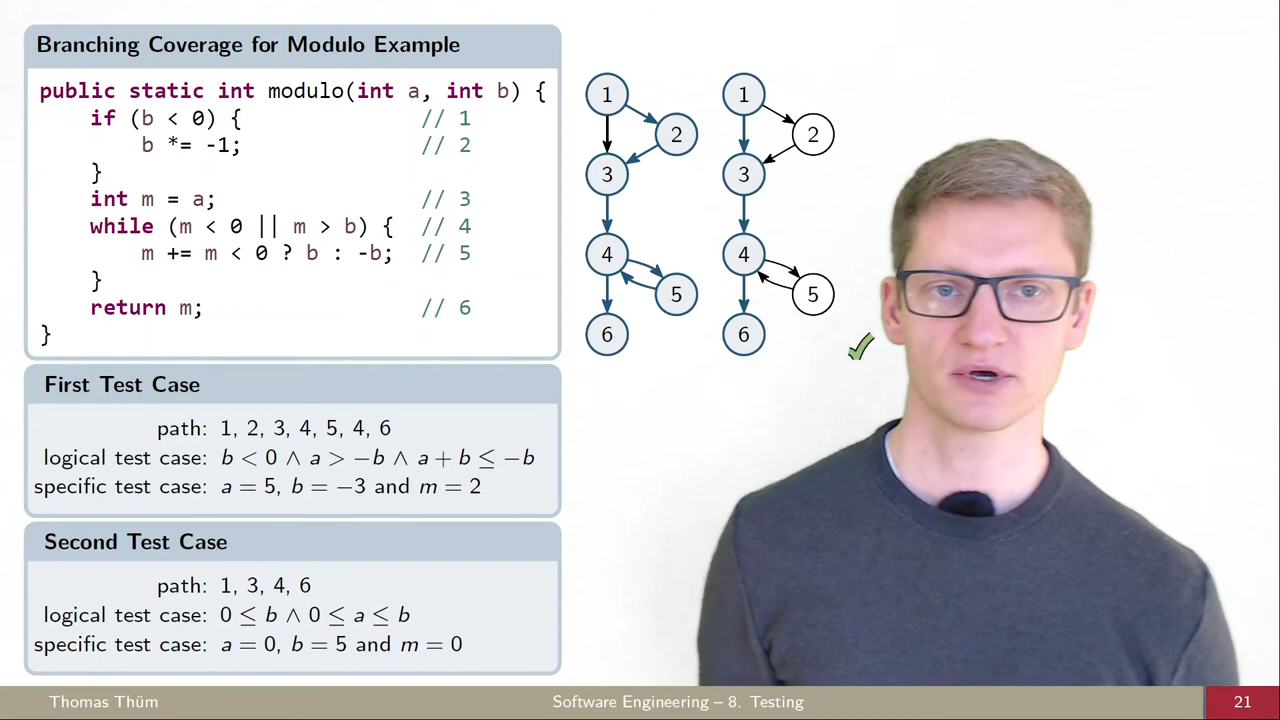 Branching Coverage for Modulo Example
public static int modulo(int a, int b) {
if (b < 0) { // 1
b *= -1; // 2
}
int m = a; // 3
while (m < 0 || m > b) { // 4
m += m < 0 ? b : -b; // 5
}
return m; // 6
}
First Test Case
path: 1, 2, 3, 4, 5, 4, 6
logical test case: b < 0 ∧ a > −b ∧ a + b ≤ −b
specific test case: a = 5, b = −3 and m = 2
Second Test Case
path: 1, 3, 4, 6
logical test case: 0 ≤ b ∧ 0 ≤ a ≤ b
specific test case: a = 0, b = 5 and m = 0
1
2
3
4
5
6
1
2
3
4
5
6
Thomas Thüm
Software Engineering – 8. Testing
21